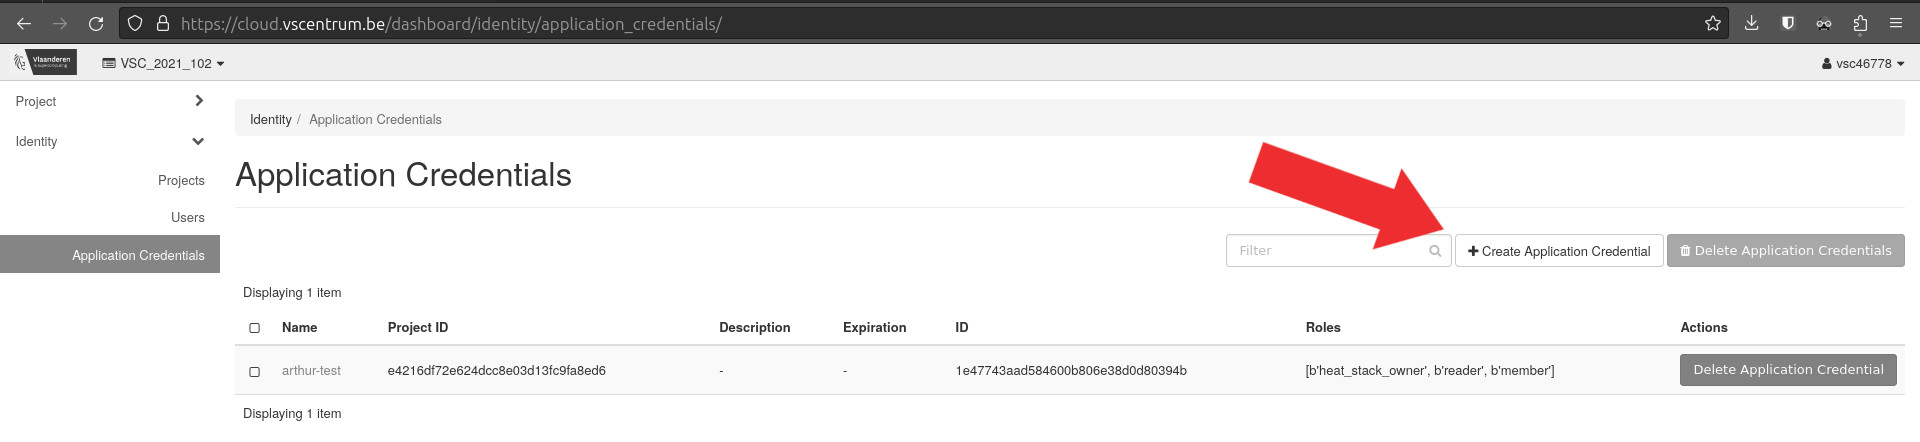 https://cloud.vscentrum.be/dashboard/identity/application_credentials/
Vlaanderen
is supercomputing
VSC_2021_102
vsc46778
Project
Identity
Projects
Users
Application Credentials
Identity / Application Credentials
Application Credentials
Filter
Create Application Credential
Delete Application Credentials
Displaying 1 item
Name Project ID Description Expiration ID Roles Actions
arthur-test e4216df72e624dcc8e03d13fc9fa8ed6 - - 1e47743aad584600b806e38d0d80394b [b'heat_stack_owner', b'reader', b'member'] Delete Application Credential
Displaying 1 item